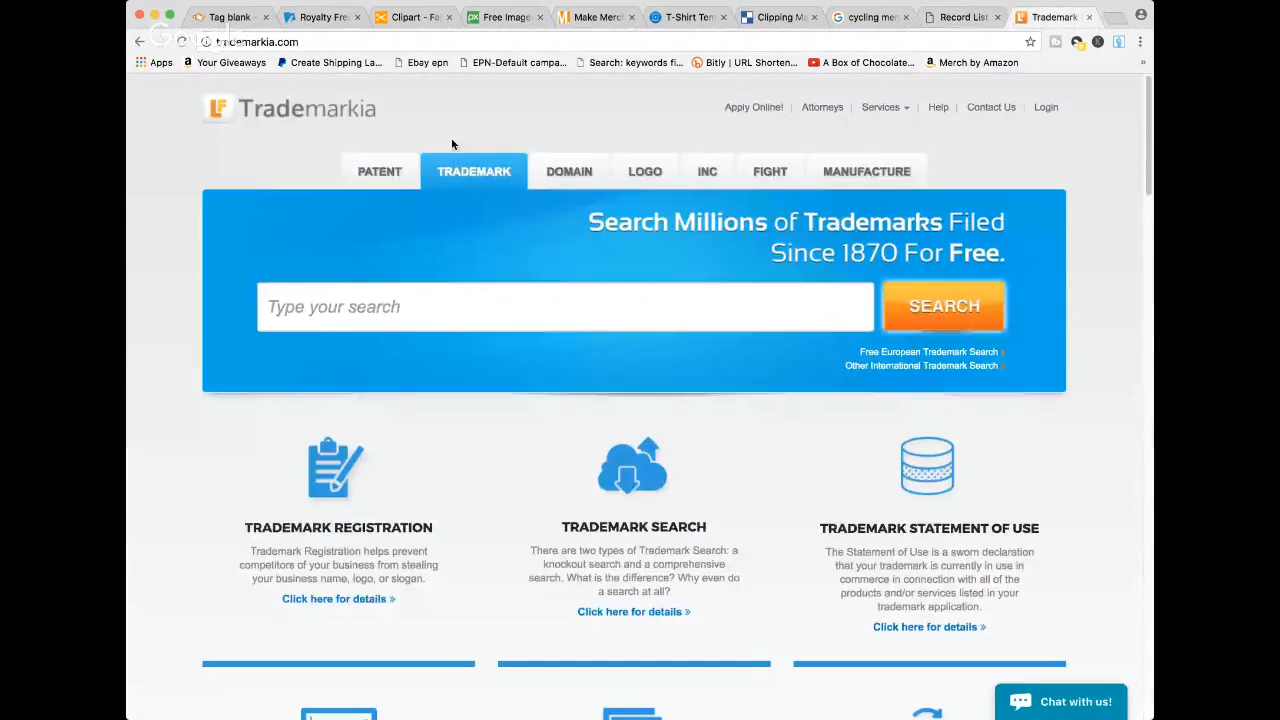 Tag blank -
Royalty Fre
Clipart - Fa
Free Image
Make Merc
T-Shirt Tem
Clipping Ma
cycling mer
Record List
Trademark
trademarkia.com
Apps
Your Giveaways
Create Shipping La...
Ebay epn
EPN-Default campa...
Search: keywords fi...
Bitly | URL Shorten...
A Box of Chocolate...
Merch by Amazon
»
LF Trademarkia
Apply Online!
Attorneys
Services
Help
Contact Us
Login
PATENT
TRADEMARK
DOMAIN
LOGO
INC
FIGHT
MANUFACTURE
Search Millions of Trademarks Filed
Since 1870 For Free.
Type your search
SEARCH
Free European Trademark Search
Other International Trademark Search
TRADEMARK REGISTRATION
Trademark Registration helps prevent
competitors of your business from stealing
your business name, logo, or slogan.
Click here for details »
TRADEMARK SEARCH
There are two types of Trademark Search: a
knockout search and a comprehensive
search. What is the difference? Why even do
a search at all?
Click here for details »
TRADEMARK STATEMENT OF USE
The Statement of Use is a sworn declaration
that your trademark is currently in use in
commerce in connection with all of the
products and/or services listed in your
trademark application.
Click here for details »
Chat with us!